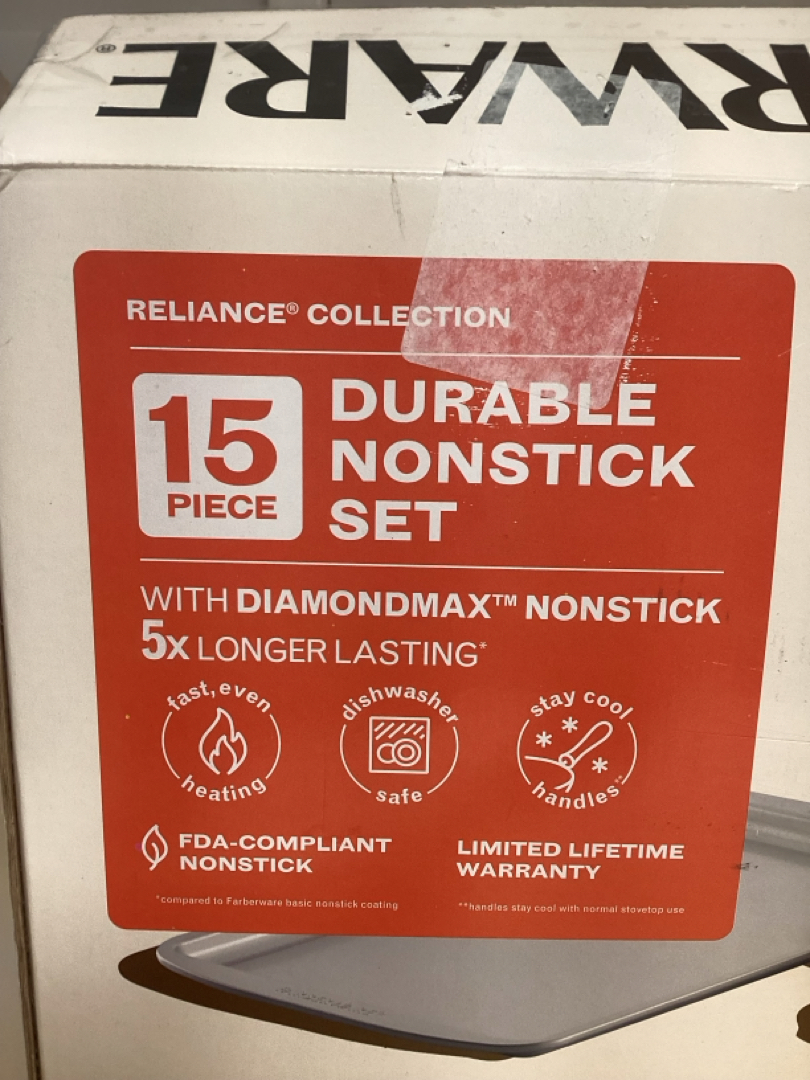 RWARE®
RELIANCE® COLLECTION
15
PIECE
DURABLE
NONSTICK
SET
WITH DIAMONDMAX™ NONSTICK
5x LONGER LASTING*
fast, even
heating
dishwasher
safe
stay cool
handles**
FDA-COMPLIANT
NONSTICK
LIMITED LIFETIME
WARRANTY
*compared to Farberware basic nonstick coating
**handles stay cool with normal stovetop use